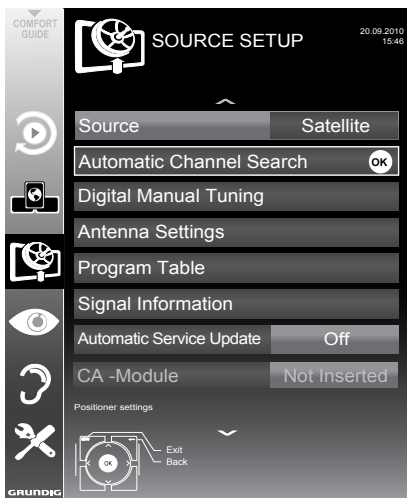 COMFORT
GUIDE
SOURCE SETUP
20.09.2010
15:46
Source Satellite
Automatic Channel Search OK
Digital Manual Tuning
Antenna Settings
Program Table
Signal Information
Automatic Service Update Off
CA -Module Not Inserted
Positioner settings
Exit
OK Back
GRUNDIG